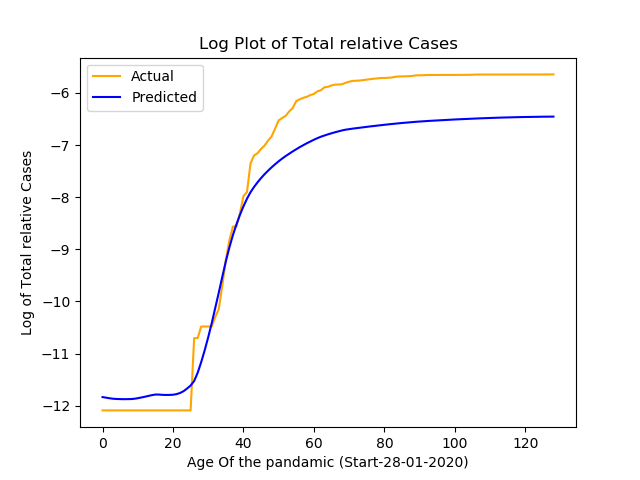 Log Plot of Total relative Cases
Actual
Predicted
Log of Total relative Cases
−6
−7
−8
−9
−10
−11
−12
0
20
40
60
80
100
120
Age Of the pandamic (Start-28-01-2020)